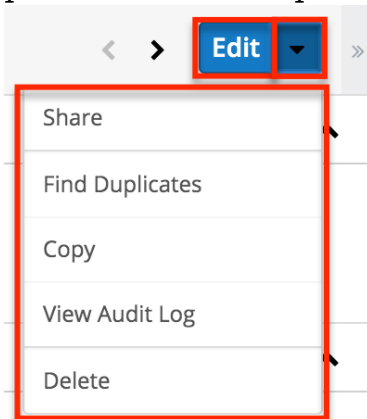 Edit
Share
Find Duplicates
Copy
View Audit Log
Delete